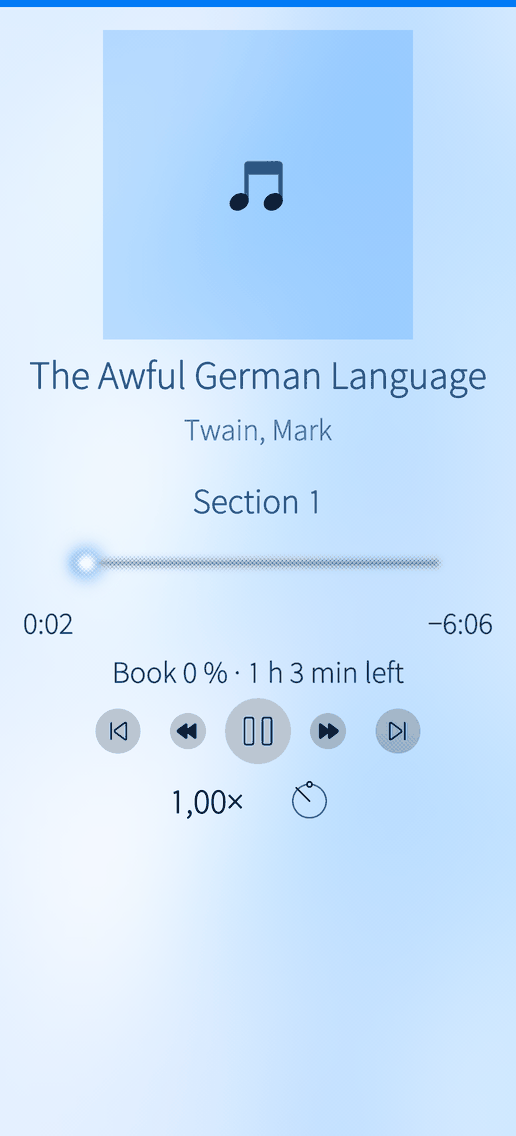 The Awful German Language
Twain, Mark
Section 1
0:02 −6:06
Book 0 % · 1 h 3 min left
1,00×